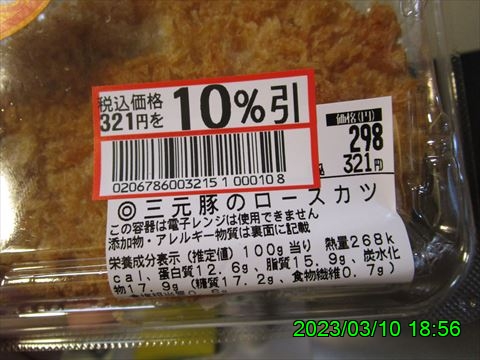 税込価格
321円を
10%引
0206786003215100010 8
価格(円)
298
321円
◎三元豚のロースカツ
この容器は電子レンジは使用できません
添加物・アレルギー物質は裏面に記載
栄養成分表示(推定値)100g当り 熱量268k
cal、蛋白質12.6g、脂質15.9g、炭水化
物17.9g(糖質17.2g、食物繊維0.7g)
2023/03/10 18:56